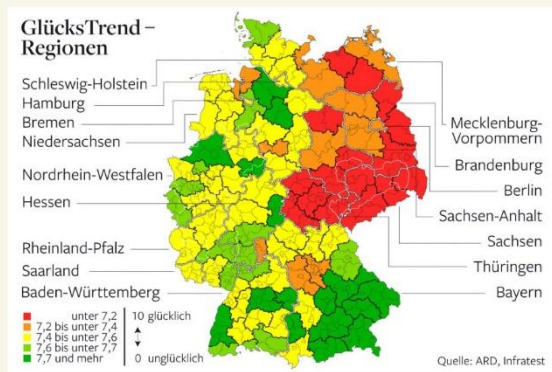 GlücksTrend –
Regionen
Schleswig-Holstein
Hamburg
Bremen
Niedersachsen
Nordrhein-Westfalen
Hessen
Rheinland-Pfalz
Saarland
Baden-Württemberg
Mecklenburg-
Vorpommern
Brandenburg
Berlin
Sachsen-Anhalt
Sachsen
Thüringen
Bayern
unter 7,2
7,2 bis unter 7,4
7,4 bis unter 7,6
7,6 bis unter 7,7
7,7 und mehr
10 glücklich
0 unglücklich
Quelle: ARD, Infratest